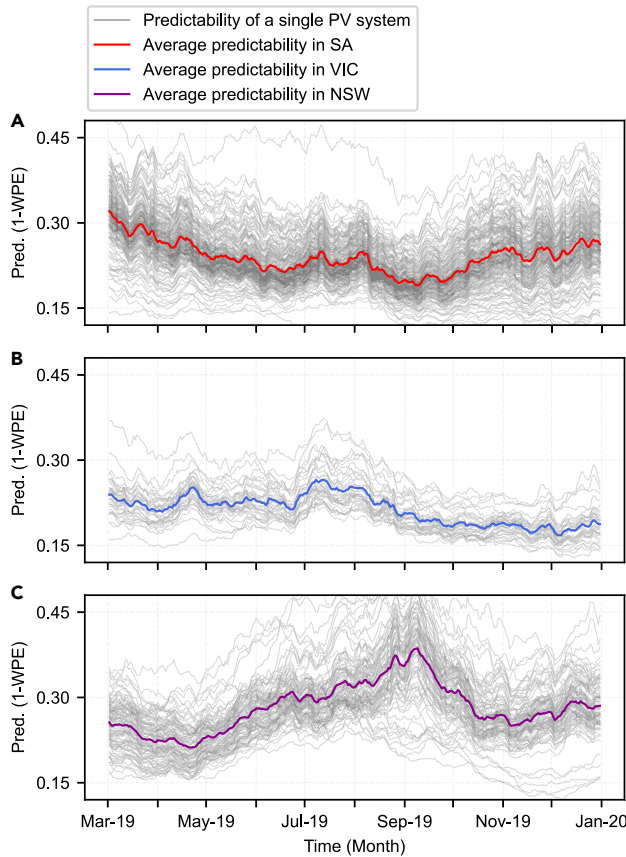 Predictability of a single PV system
Average predictability in SA
Average predictability in VIC
Average predictability in NSW
A
0.45
0.30
0.15
Pred. (1-WPE)
B
0.45
0.30
0.15
Pred. (1-WPE)
C
0.45
0.30
0.15
Pred. (1-WPE)
Mar-19 May-19 Jul-19 Sep-19 Nov-19 Jan-20
Time (Month)